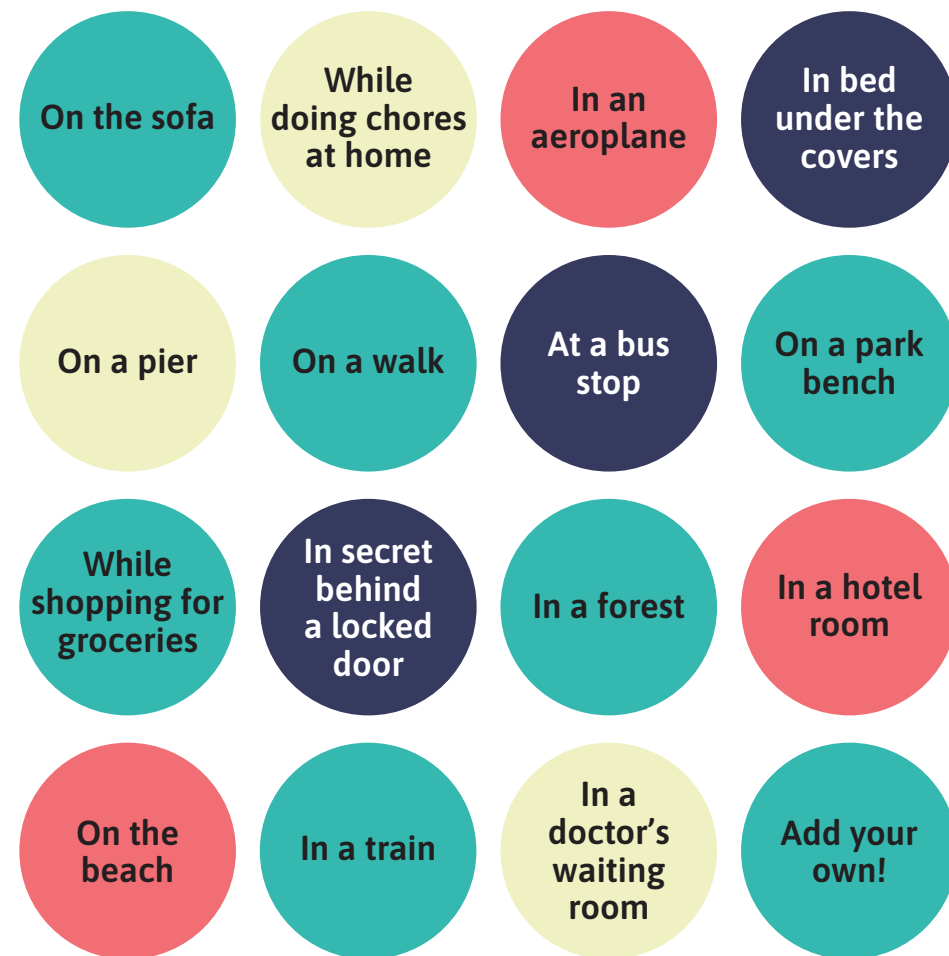 On the sofa
While
doing chores
at home
In an
aeroplane
In bed
under the
covers
On a pier
On a walk
At a bus
stop
On a park
bench
While
shopping for
groceries
In secret
behind
a locked
door
In a forest
In a hotel
room
On the
beach
In a train
In a
doctor’s
waiting
room
Add your
own!